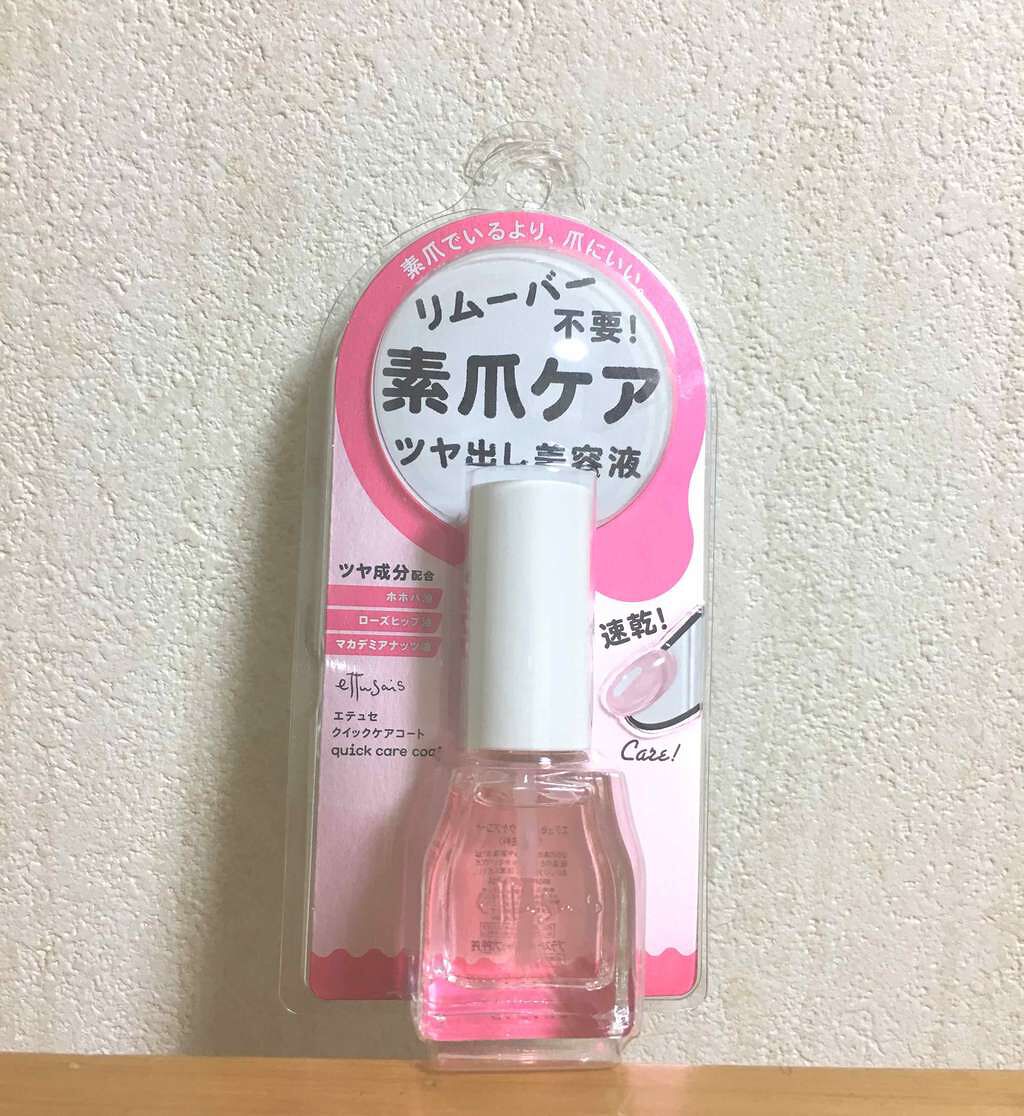 素爪でいるより、爪にいい。
リムーバー
不要!
素爪ケア
ツヤ出し美容液
ツヤ成分配合
ホホバ油
ローズヒップ油
マカデミアナッツ油
ettusais
エテュセ
クイックケアコート
quick care coat
速乾!
Care!